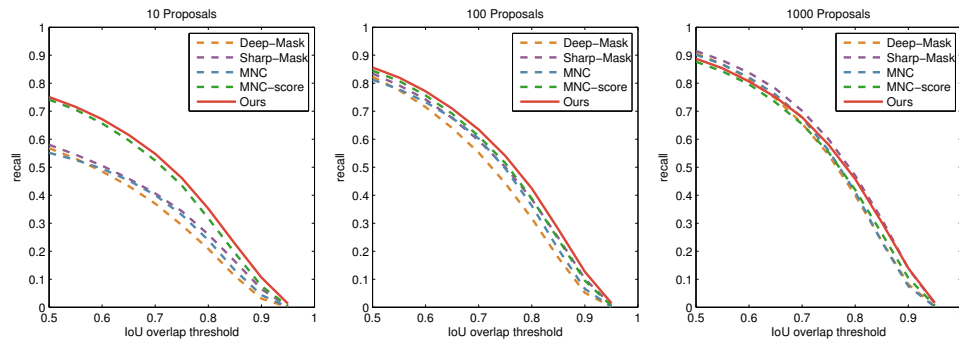 10 Proposals
1
0.9
0.8
0.7
0.6
0.5
0.4
0.3
0.2
0.1
0
recall
Deep-Mask
Sharp-Mask
MNC
MNC-score
Ours
0.5 0.6 0.7 0.8 0.9 1
IoU overlap threshold
100 Proposals
1
0.9
0.8
0.7
0.6
0.5
0.4
0.3
0.2
0.1
0
recall
Deep-Mask
Sharp-Mask
MNC
MNC-score
Ours
0.5 0.6 0.7 0.8 0.9 1
IoU overlap threshold
1000 Proposals
1
0.9
0.8
0.7
0.6
0.5
0.4
0.3
0.2
0.1
0
recall
Deep-Mask
Sharp-Mask
MNC
MNC-score
Ours
0.5 0.6 0.7 0.8 0.9 1
IoU overlap threshold